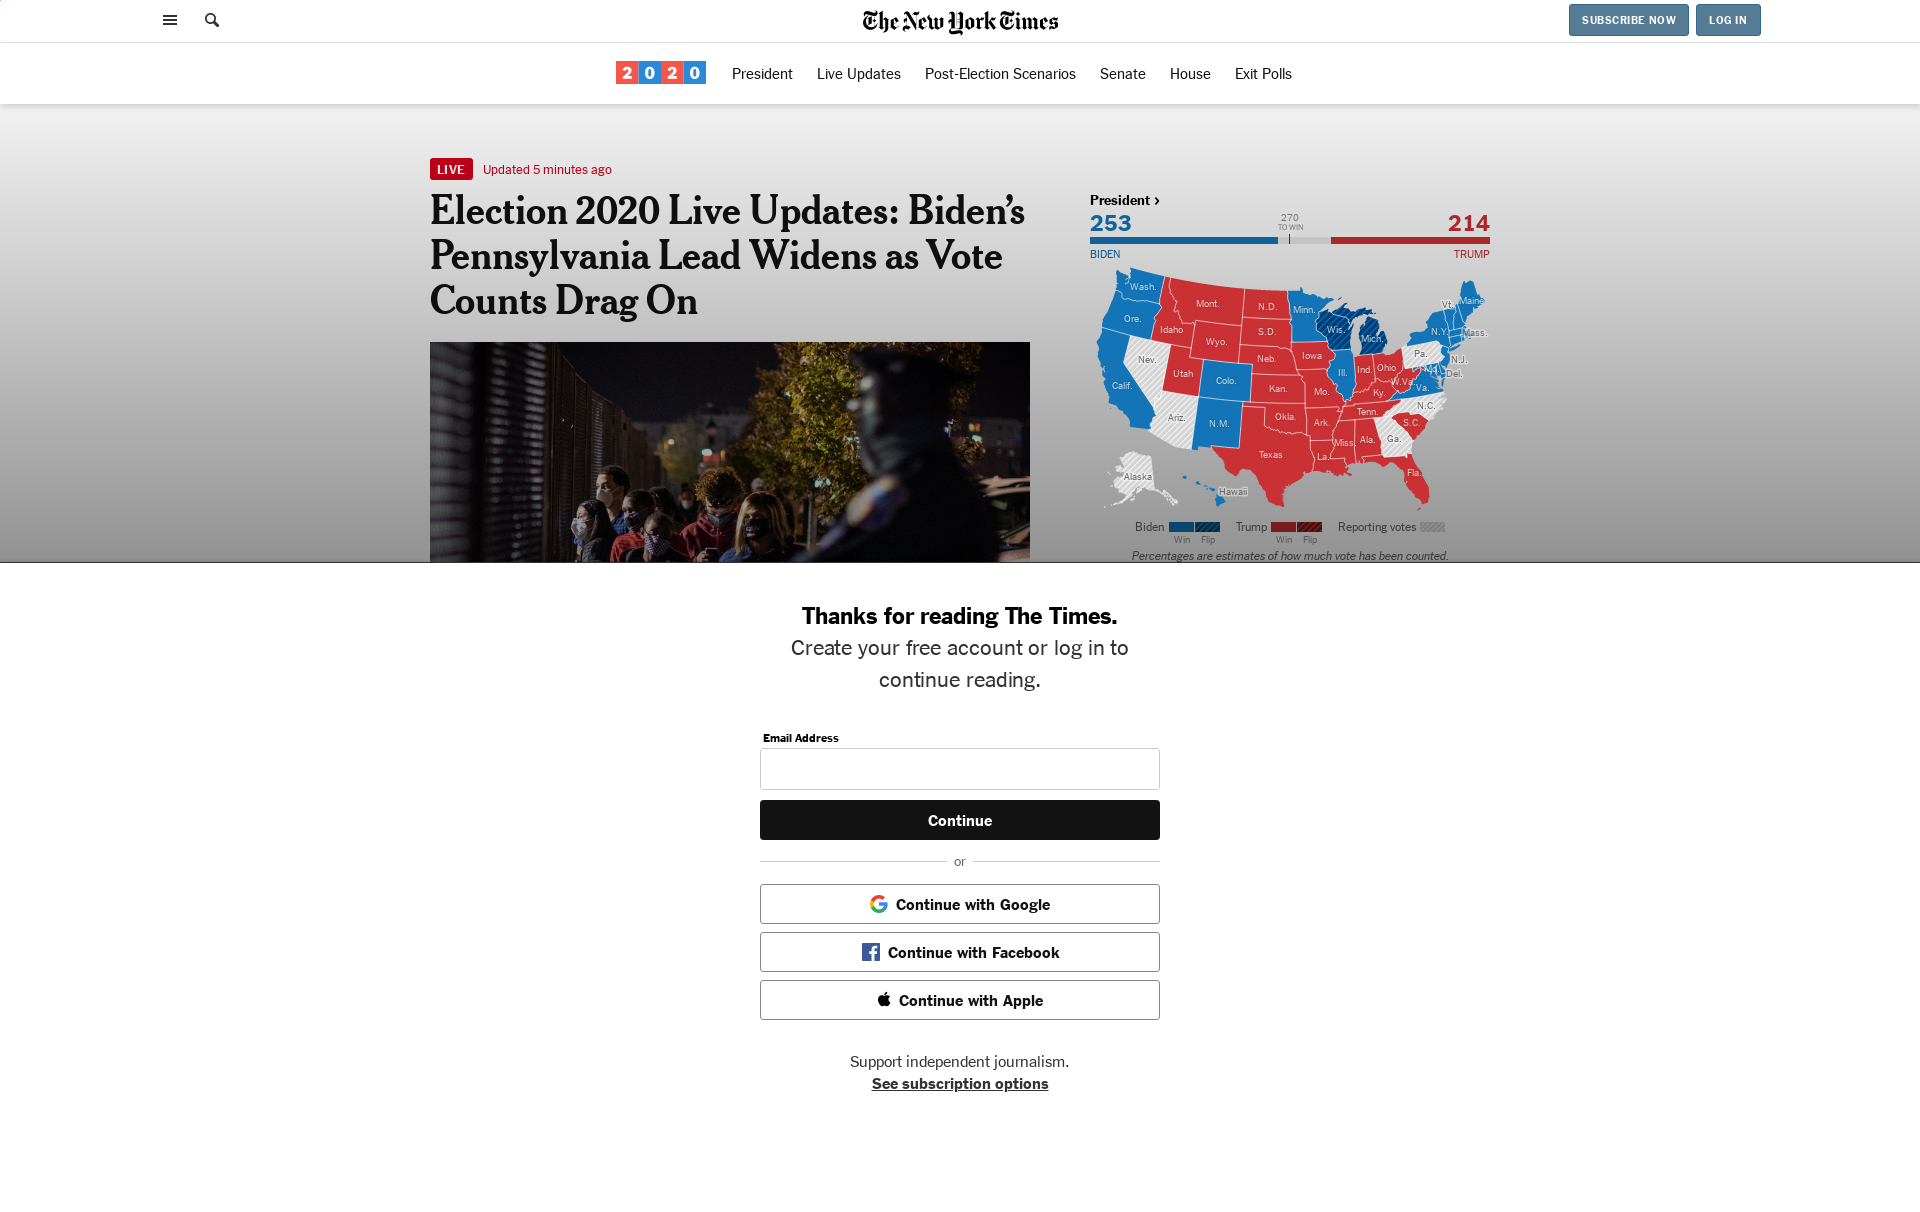 The New York Times
SUBSCRIBE NOW
LOG IN
2020
President
Live Updates
Post-Election Scenarios
Senate
House
Exit Polls
LIVE
Updated 5 minutes ago
Election 2020 Live Updates: Biden’s
Pennsylvania Lead Widens as Vote
Counts Drag On
President ›
253
270
TO WIN
214
BIDEN
TRUMP
Wash.
Ore.
Calif.
Nev.
Idaho
Mont.
Wyo.
Utah
Colo.
Ariz.
N.M.
N.D.
S.D.
Neb.
Kan.
Okla.
Texas
Minn.
Iowa
Mo.
Ark.
La.
Wis.
Ill.
Mich.
Ind.
Ohio
Ky.
Tenn.
Miss.
Ala.
Ga.
Fla.
S.C.
N.C.
Va.
W.Va.
Pa.
N.Y.
Vt.
Maine
Mass.
N.J.
Del.
Md.
Alaska
Hawaii
Biden
Win
Flip
Trump
Win
Flip
Reporting votes
Percentages are estimates of how much vote has been counted.
Thanks for reading The Times.
Create your free account or log in to
continue reading.
Email Address
Continue
or
Continue with Google
Continue with Facebook
Continue with Apple
Support independent journalism.
See subscription options